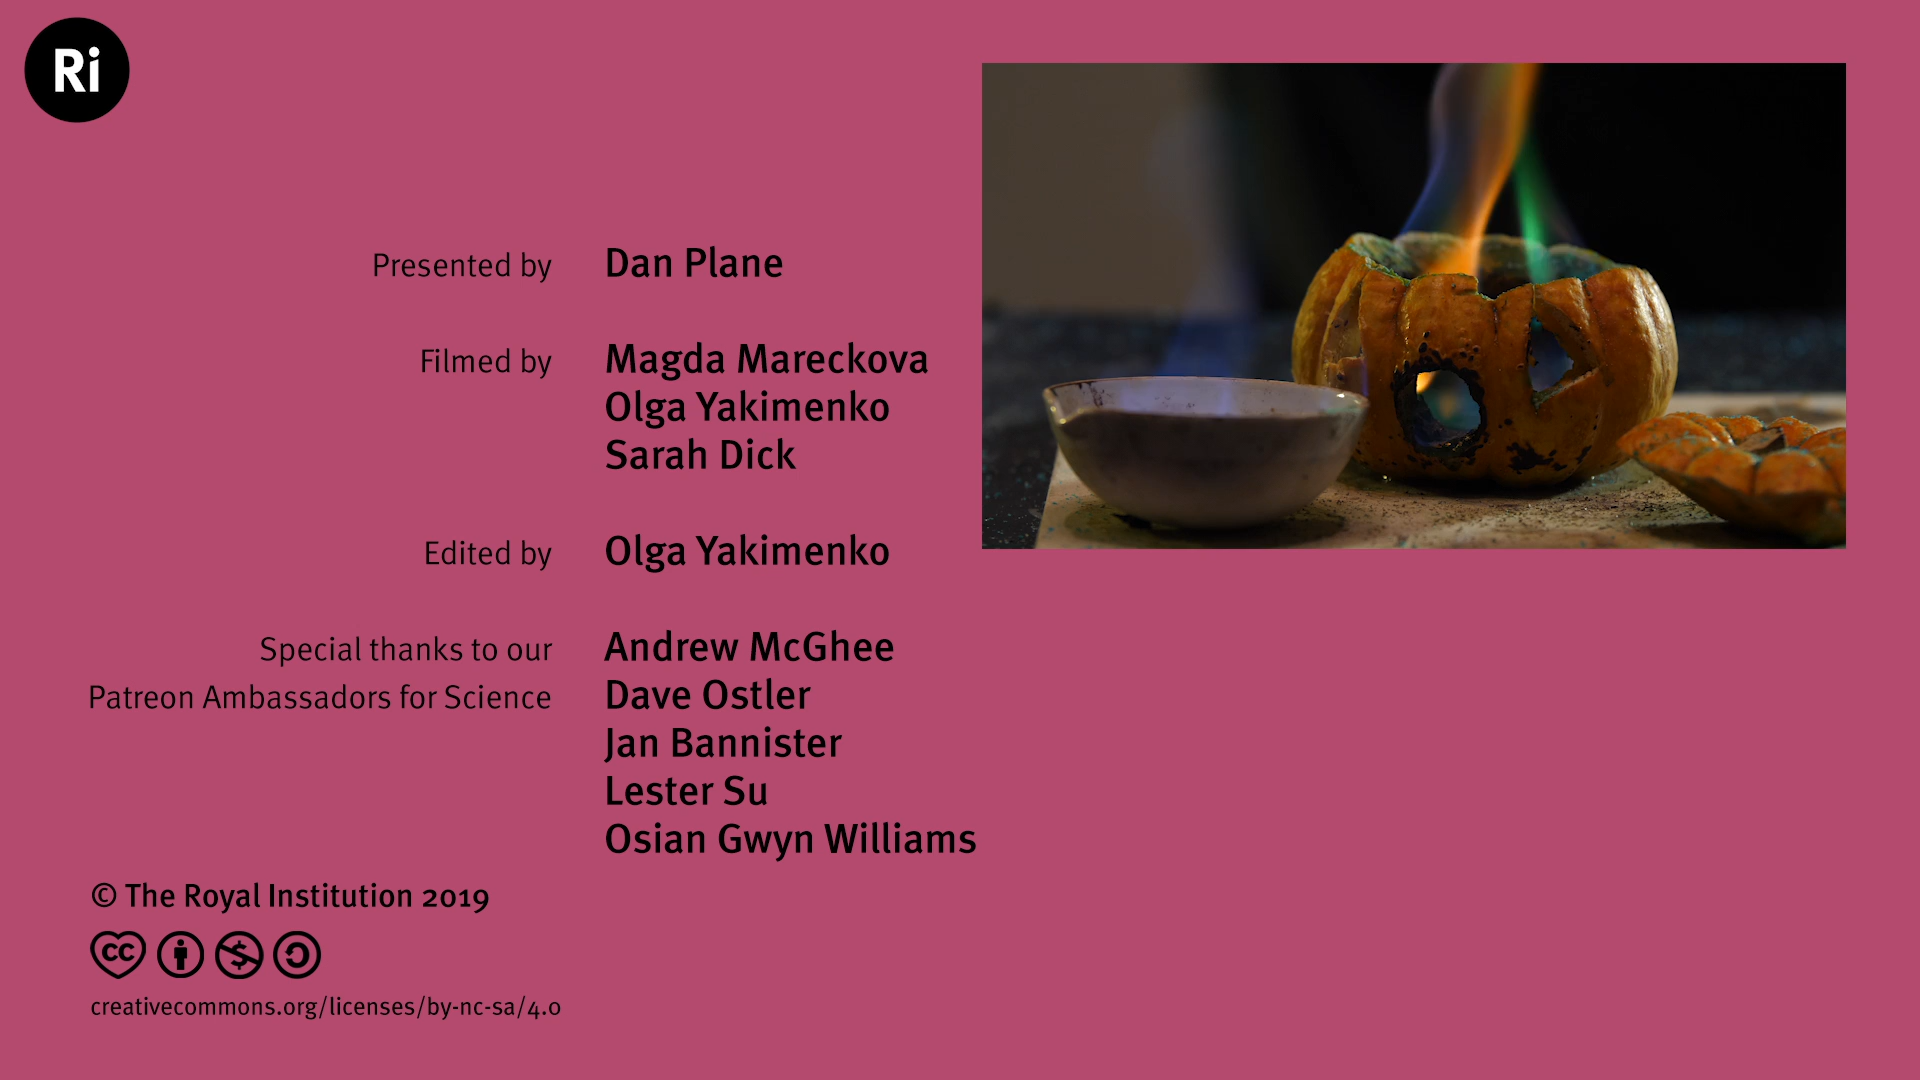 Ri
Presented by Dan Plane
Filmed by Magda Mareckova
Olga Yakimenko
Sarah Dick
Edited by Olga Yakimenko
Special thanks to our Andrew McGhee
Patreon Ambassadors for Science Dave Ostler
Jan Bannister
Lester Su
Osian Gwyn Williams
© The Royal Institution 2019
cc
creativecommons.org/licenses/by-nc-sa/4.0